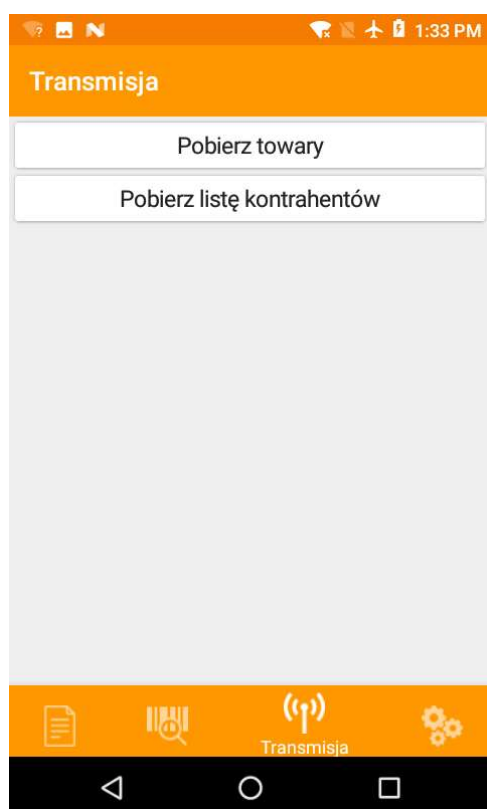 1:33 PM
Transmisja
Pobierz towary
Pobierz listę kontrahentów
Transmisja